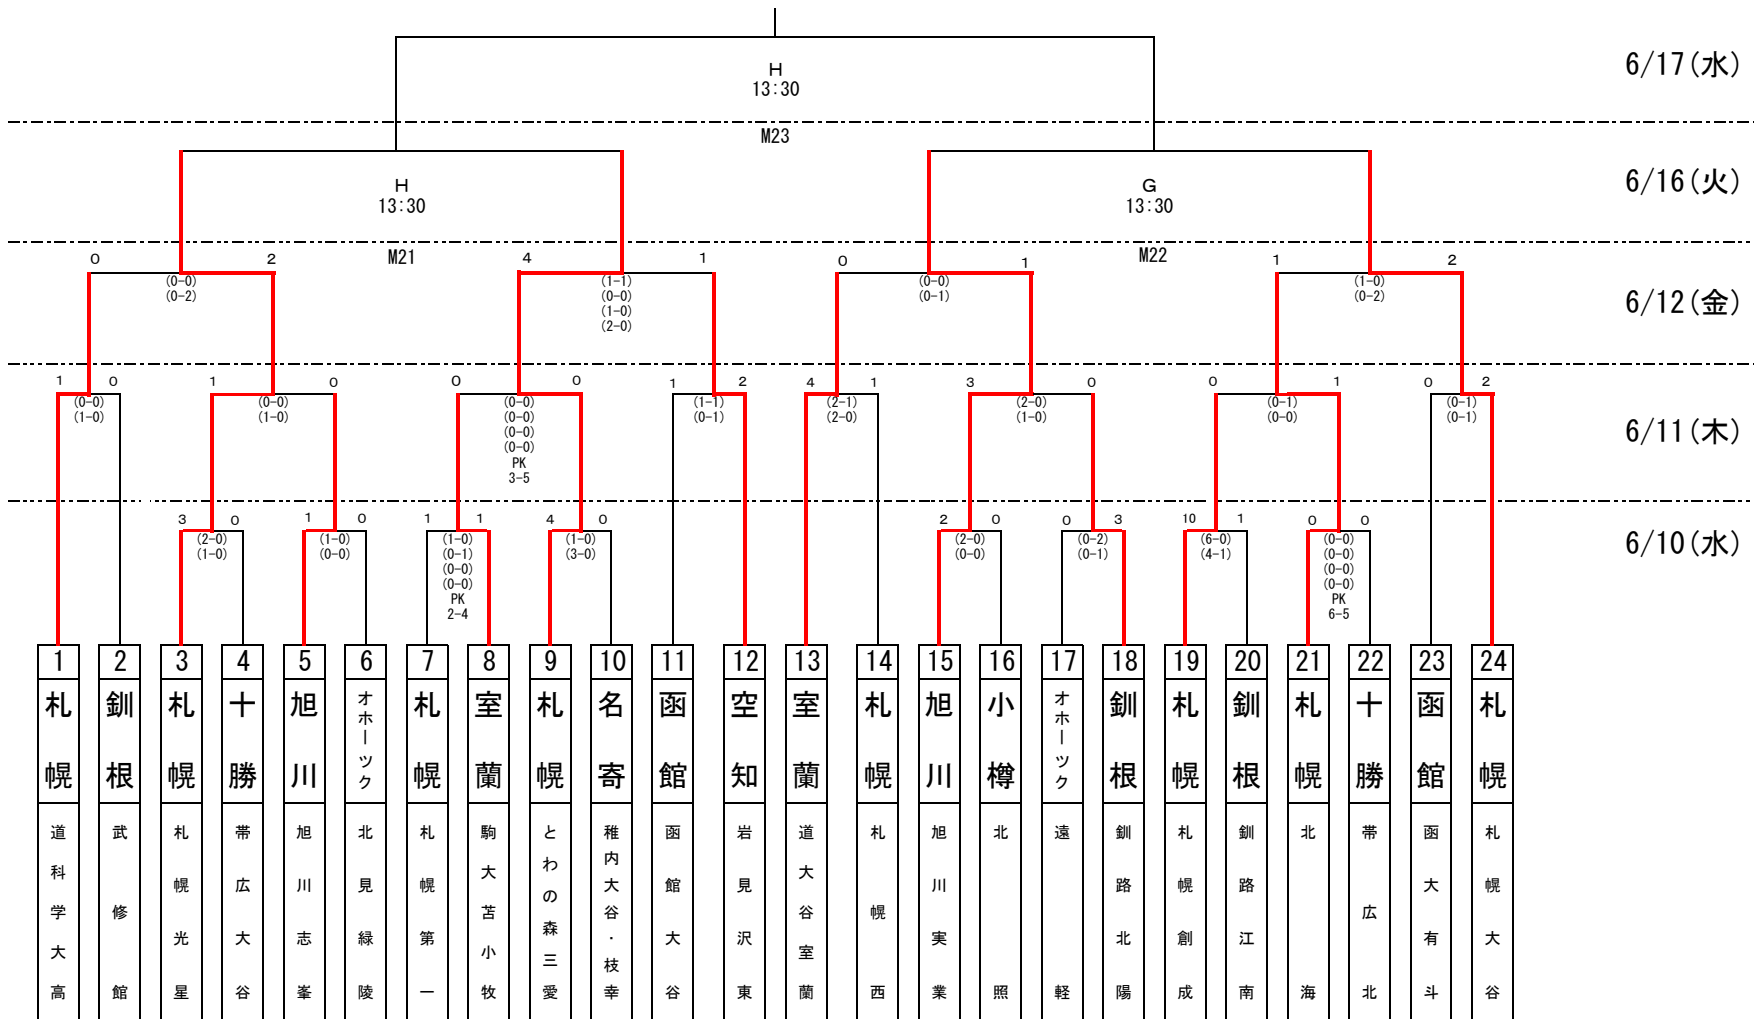 H
13:30
6/17(水)
M23
H
13:30
G
13:30
6/16(火)
M21
M22
0 2 4 1 0 1 1 2
(0-0) (1-1) (0-0) (1-0)
(0-2) (0-0) (0-1) (0-2)
(1-0)
(2-0)
6/12(金)
1 0 1 0 0 0 1 2 4 1 3 0 0 1 0 2
(0-0) (0-0) (0-0) (1-1) (2-1) (2-0) (0-1) (0-1)
(1-0) (1-0) (0-0) (0-1) (2-0) (1-0) (0-0) (0-1)
(0-0)
(0-0)
PK
3-5
6/11(木)
3 0 1 0 1 1 4 0 2 0 0 3 10 1 0 0
(2-0) (1-0) (1-0) (1-0) (2-0) (0-2) (6-0) (0-0)
(1-0) (0-0) (0-1) (3-0) (0-0) (0-1) (4-1) (0-0)
(0-0) (0-0)
(0-0) (0-0)
PK PK
2-4 6-5
6/10(水)
1 2 3 4 5 6 7 8 9 10 11 12 13 14 15 16 17 18 19 20 21 22 23 24
札幌
釧根
札幌
十勝
旭川
オホーツク
札幌
室蘭
札幌
名寄
函館
空知
室蘭
札幌
旭川
小樽
オホーツク
釧根
札幌
釧根
札幌
十勝
函館
札幌
道科学大高
武修館
札幌光星
帯広大谷
旭川志峯
北見緑陵
札幌第一
駒大苫小牧
とわの森三愛
稚内大谷・枝幸
函館大谷
岩見沢東
道大谷室蘭
札幌西
旭川実業
北照
遠軽
釧路北陽
札幌創成
釧路江南
北海
帯広北
函大有斗
札幌大谷